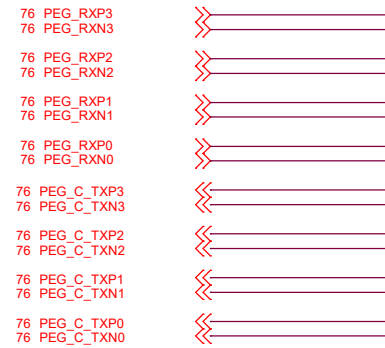 76 PEG_RXP3
76 PEG_RXN3
76 PEG_RXP2
76 PEG_RXN2
76 PEG_RXP1
76 PEG_RXN1
76 PEG_RXP0
76 PEG_RXN0
76 PEG_C_TXP3
76 PEG_C_TXN3
76 PEG_C_TXP2
76 PEG_C_TXN2
76 PEG_C_TXP1
76 PEG_C_TXN1
76 PEG_C_TXP0
76 PEG_C_TXN0